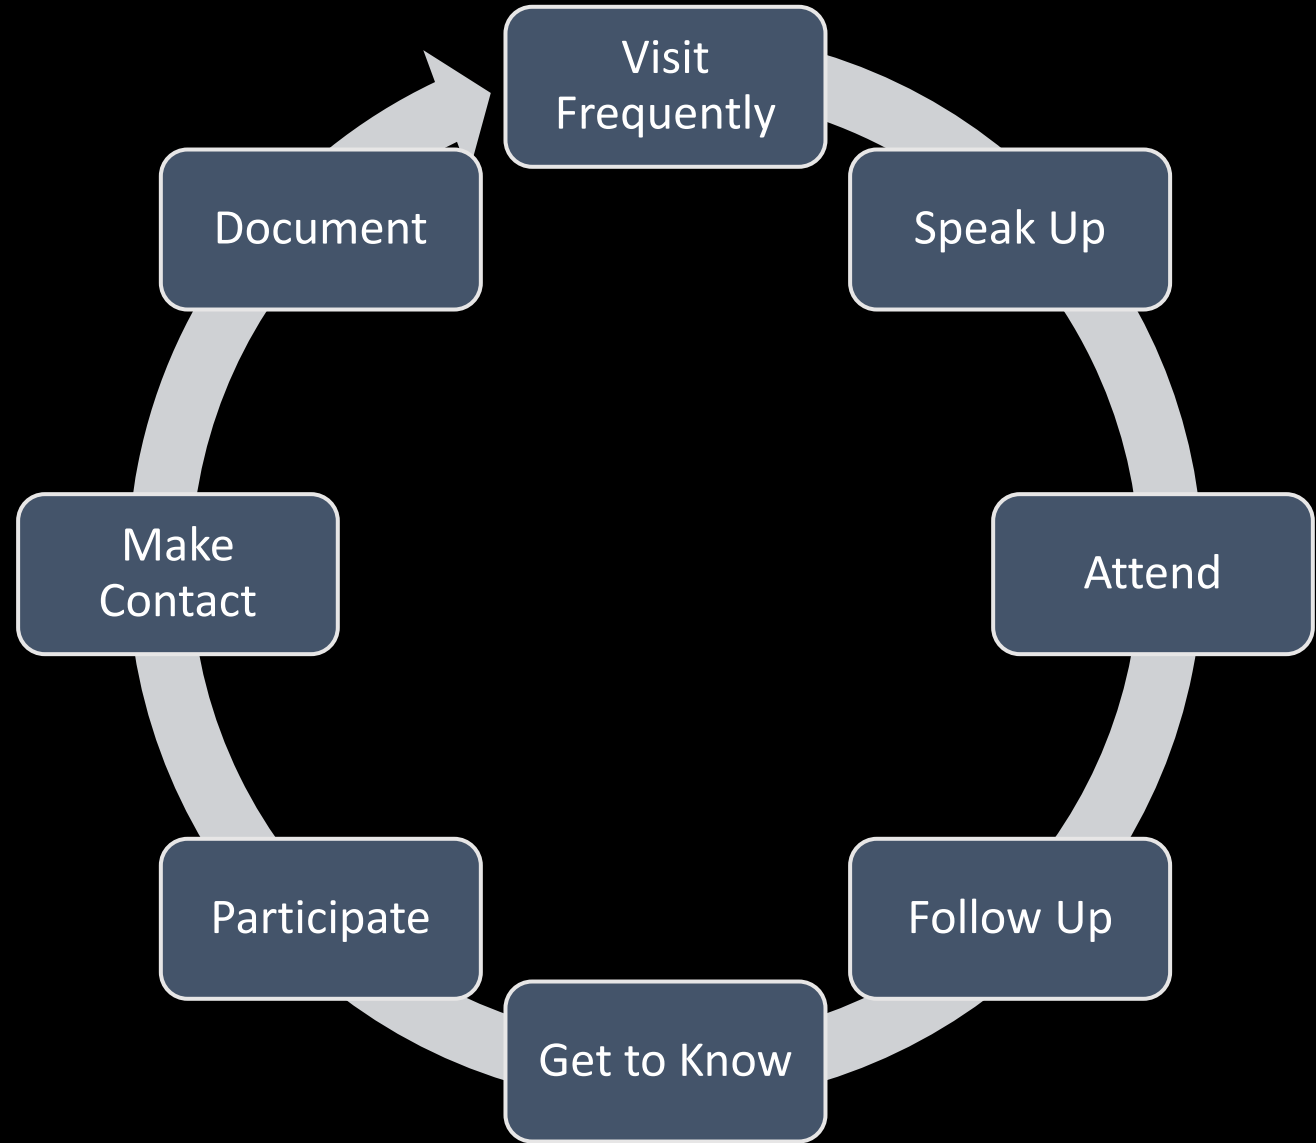 Visit
Frequently
Speak Up
Attend
Follow Up
Get to Know
Participate
Make
Contact
Document